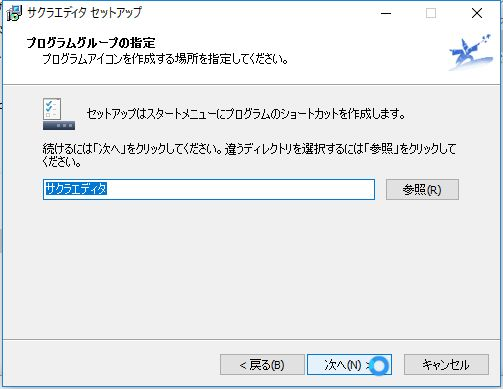 サクラエディタ セットアップ
プログラムグループの指定
プログラムアイコンを作成する場所を指定してください。
セットアップはスタートメニューにプログラムのショートカットを作成します。
続けるには「次へ」をクリックしてください。違うディレクトリを選択するには「参照」をクリックして
ください。
サクラエディタ
参照(R)
< 戻る(B)
次へ(N) >
キャンセル